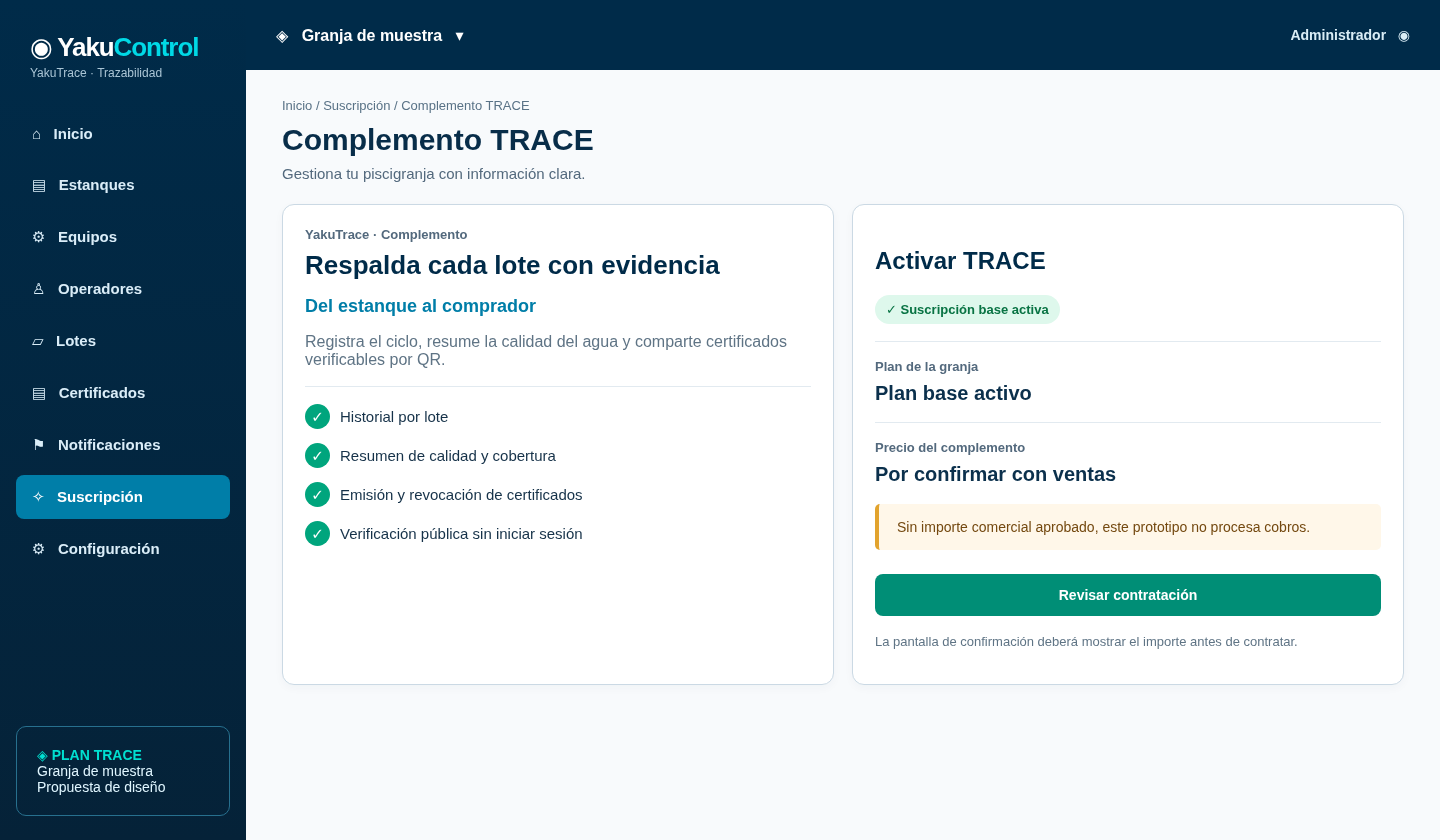 YakuControl
YakuTrace · Trazabilidad
Inicio
Estanques
Equipos
Operadores
Lotes
Certificados
Notificaciones
Suscripción
Configuración
PLAN TRACE
Granja de muestra
Propuesta de diseño
Granja de muestra
Administrador
Inicio / Suscripción / Complemento TRACE
Complemento TRACE
Gestiona tu piscigranja con información clara.
YakuTrace · Complemento
Respalda cada lote con evidencia
Del estanque al comprador
Registra el ciclo, resume la calidad del agua y comparte certificados
verificables por QR.
Historial por lote
Resumen de calidad y cobertura
Emisión y revocación de certificados
Verificación pública sin iniciar sesión
Activar TRACE
✓ Suscripción base activa
Plan de la granja
Plan base activo
Precio del complemento
Por confirmar con ventas
Sin importe comercial aprobado, este prototipo no procesa cobros.
Revisar contratación
La pantalla de confirmación deberá mostrar el importe antes de contratar.